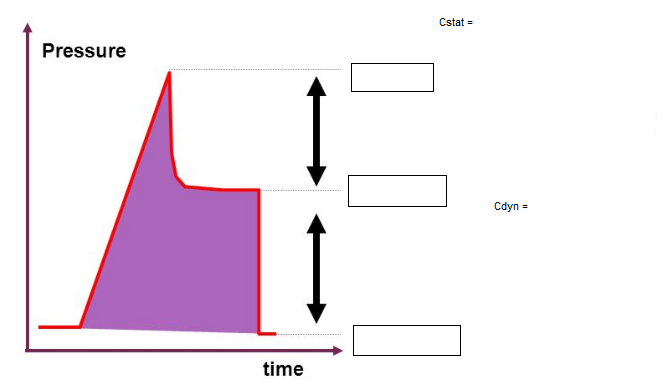 Cstat =
Pressure
Cdyn =
time